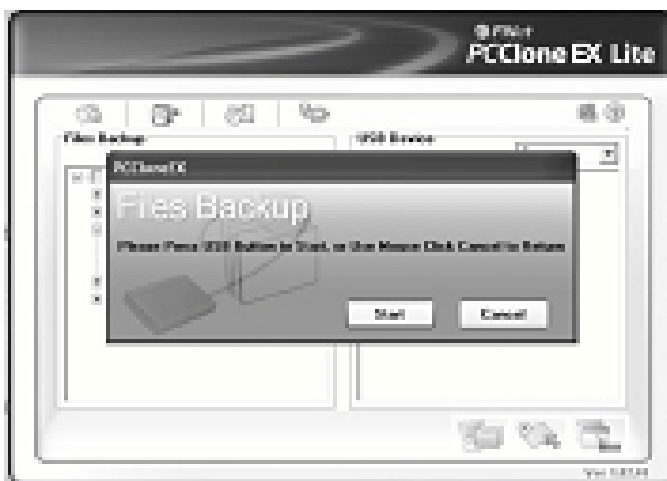 PCClone EX Lite
Files Backup
USB Device
PCCloneEX
Files Backup
Please Press USB Button to Start, or Use Mouse Click Cancel to Return
Start
Cancel